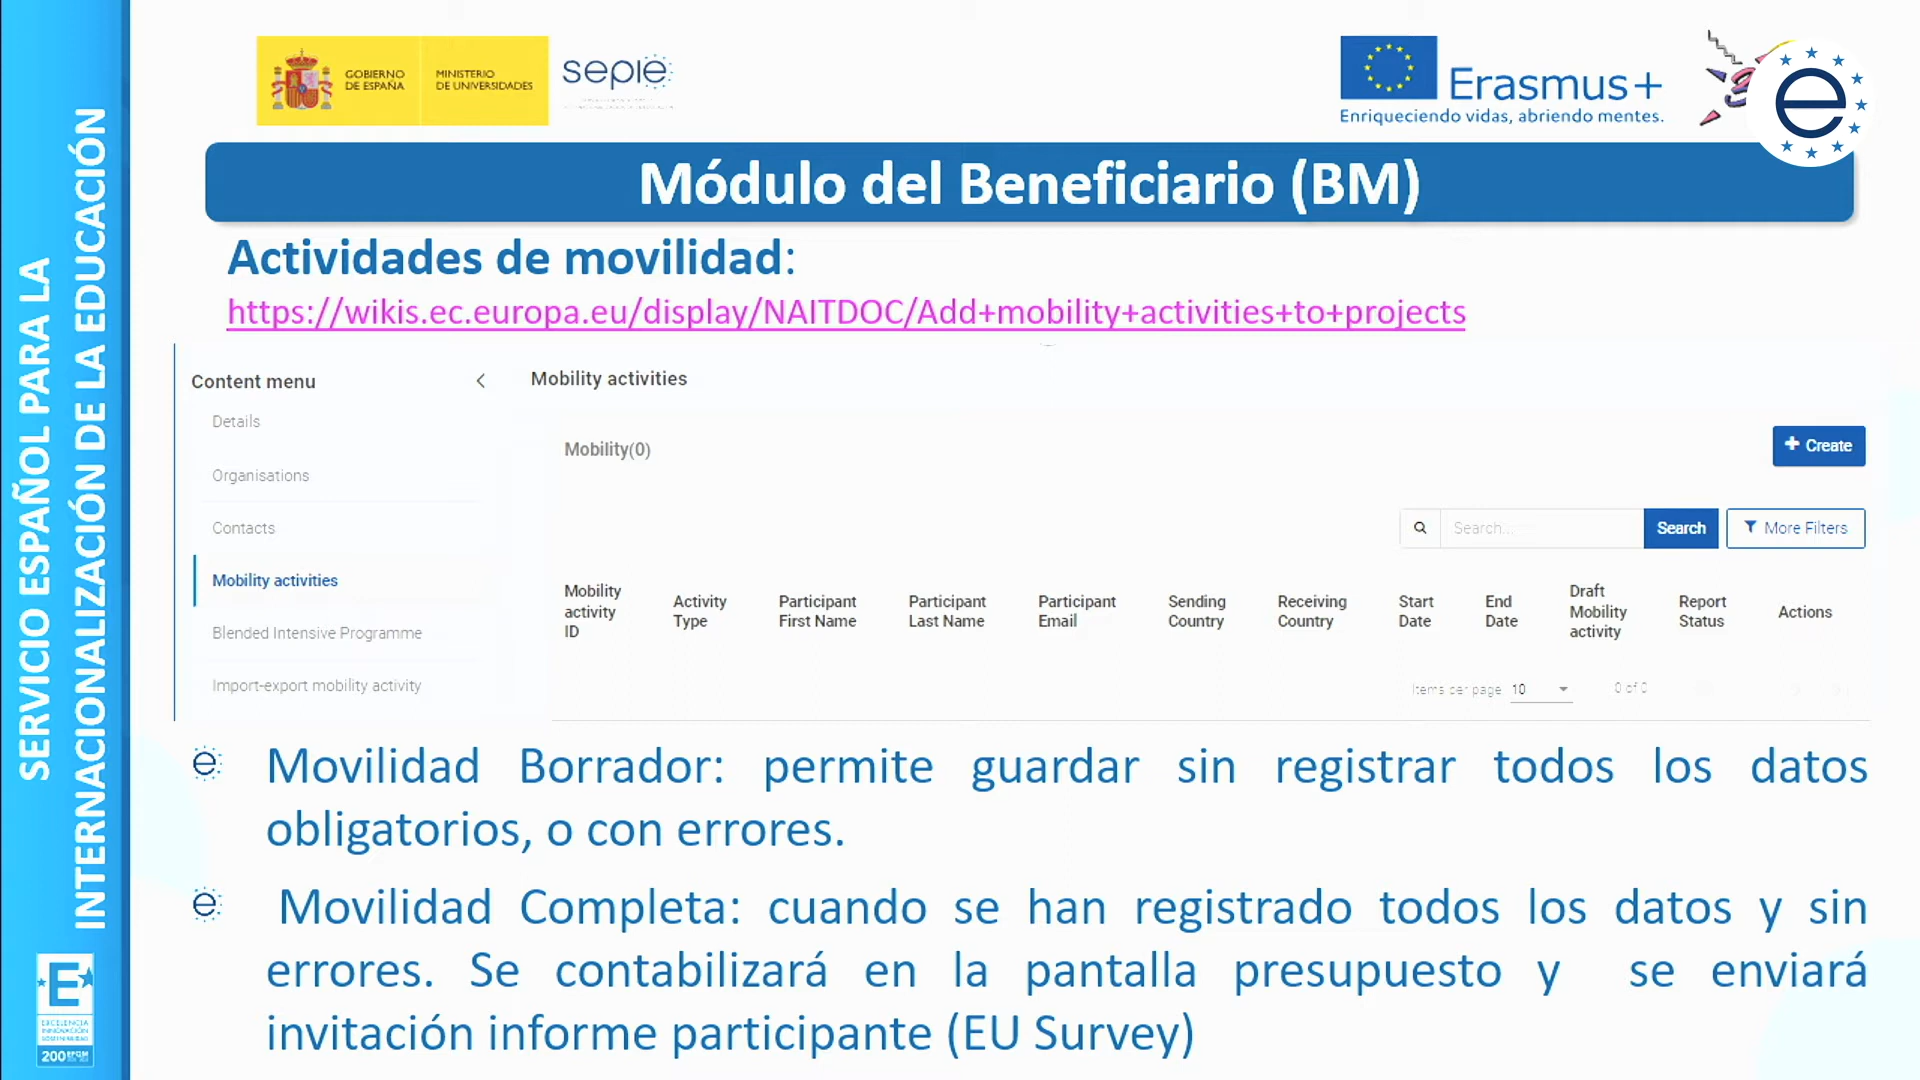 SERVICIO ESPAÑOL PARA LA
INTERNACIONALIZACIÓN DE LA EDUCACIÓN
GOBIERNO
DE ESPAÑA
MINISTERIO
DE UNIVERSIDADES
sepie
Erasmus+
Enriqueciendo vidas, abriendo mentes.
e
Módulo del Beneficiario (BM)
Actividades de movilidad:
https://wikis.ec.europa.eu/display/NAITDOC/Add+mobility+activities+to+projects
Content menu
Details
Organisations
Contacts
Mobility activities
Blended Intensive Programme
Import-export mobility activity
Mobility activities
Mobility(0)
+ Create
Search...
Search
More Filters
Mobility activity ID
Activity Type
Participant First Name
Participant Last Name
Participant Email
Sending Country
Receiving Country
Start Date
End Date
Draft Mobility activity
Report Status
Actions
Items per page 10
0 of 0
Movilidad Borrador: permite guardar sin registrar todos los datos
obligatorios, o con errores.
Movilidad Completa: cuando se han registrado todos los datos y sin
errores. Se contabilizará en la pantalla presupuesto y se enviará
invitación informe participante (EU Survey)
E
EXCELENCIA
INNOVACIÓN
SOSTENIBILIDAD
200 EFQM